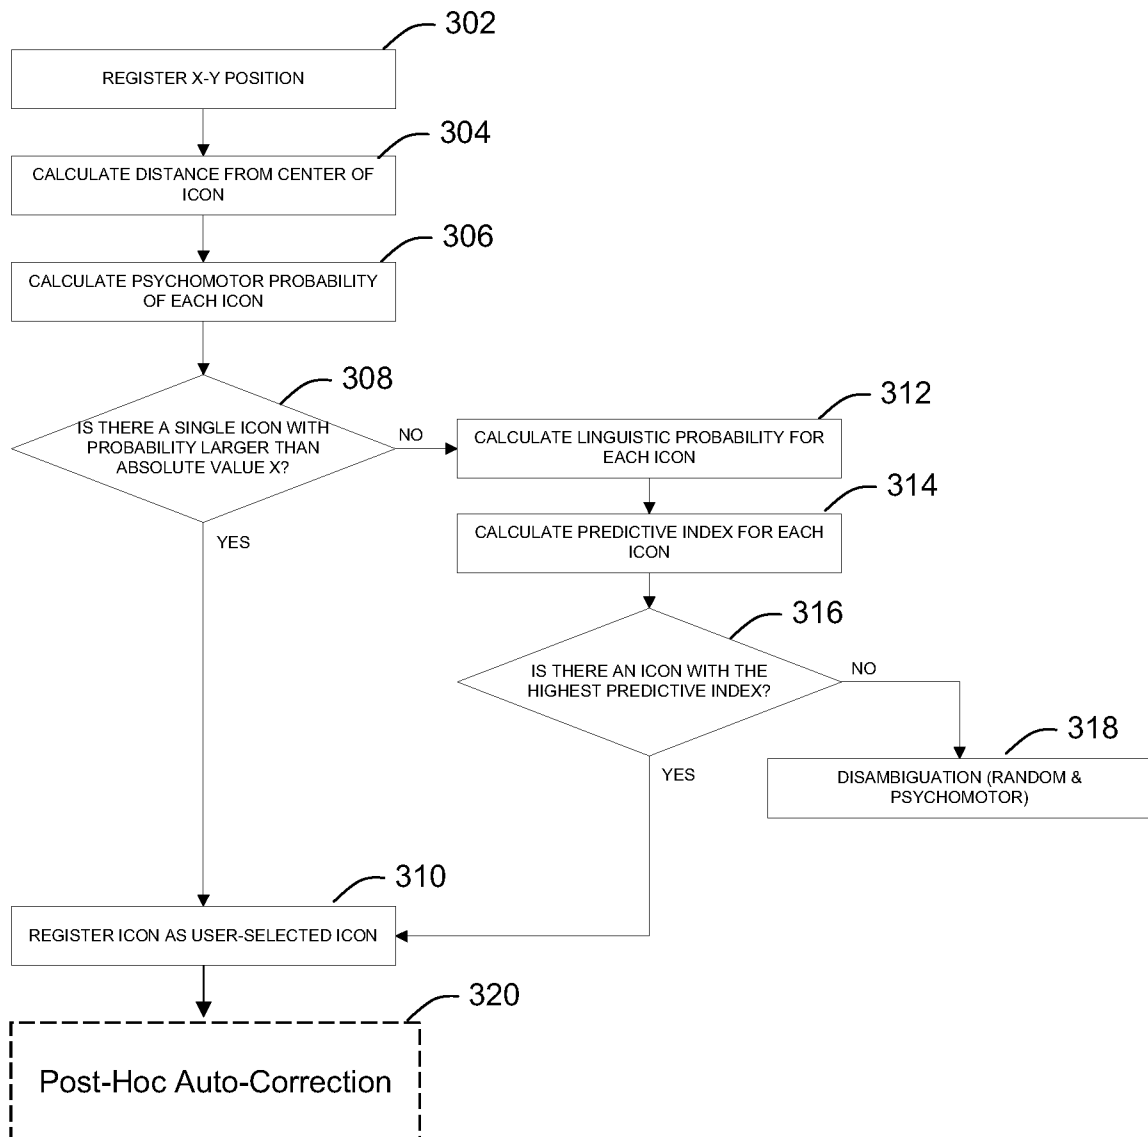 302
REGISTER X-Y POSITION
304
CALCULATE DISTANCE FROM CENTER OF
ICON
306
CALCULATE PSYCHOMOTOR PROBABILITY
OF EACH ICON
308
IS THERE A SINGLE ICON WITH
PROBABILITY LARGER THAN
ABSOLUTE VALUE X?
NO
YES
312
CALCULATE LINGUISTIC PROBABILITY FOR
EACH ICON
314
CALCULATE PREDICTIVE INDEX FOR EACH
ICON
316
IS THERE AN ICON WITH THE
HIGHEST PREDICTIVE INDEX?
NO
YES
318
DISAMBIGUATION (RANDOM &
PSYCHOMOTOR)
310
REGISTER ICON AS USER-SELECTED ICON
320
Post-Hoc Auto-Correction